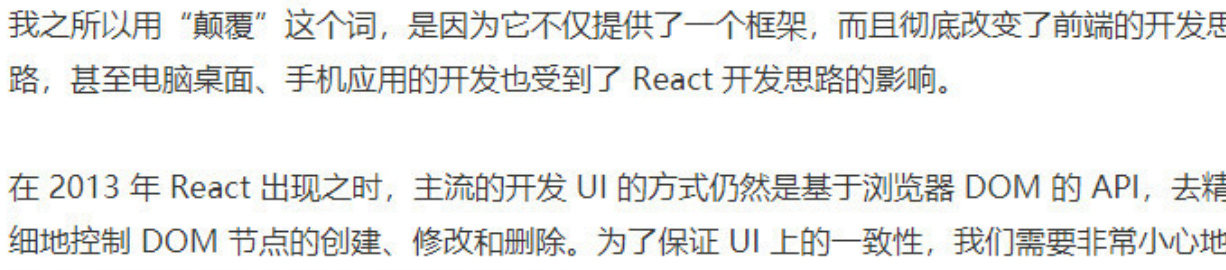 我之所以用“颠覆”这个词，是因为它不仅提供了一个框架，而且彻底改变了前端的开发思
路，甚至电脑桌面、手机应用的开发也受到了 React 开发思路的影响。
在 2013 年 React 出现之时，主流的开发 UI 的方式仍然是基于浏览器 DOM 的 API，去精
细地控制 DOM 节点的创建、修改和删除。为了保证 UI 上的一致性，我们需要非常小心地